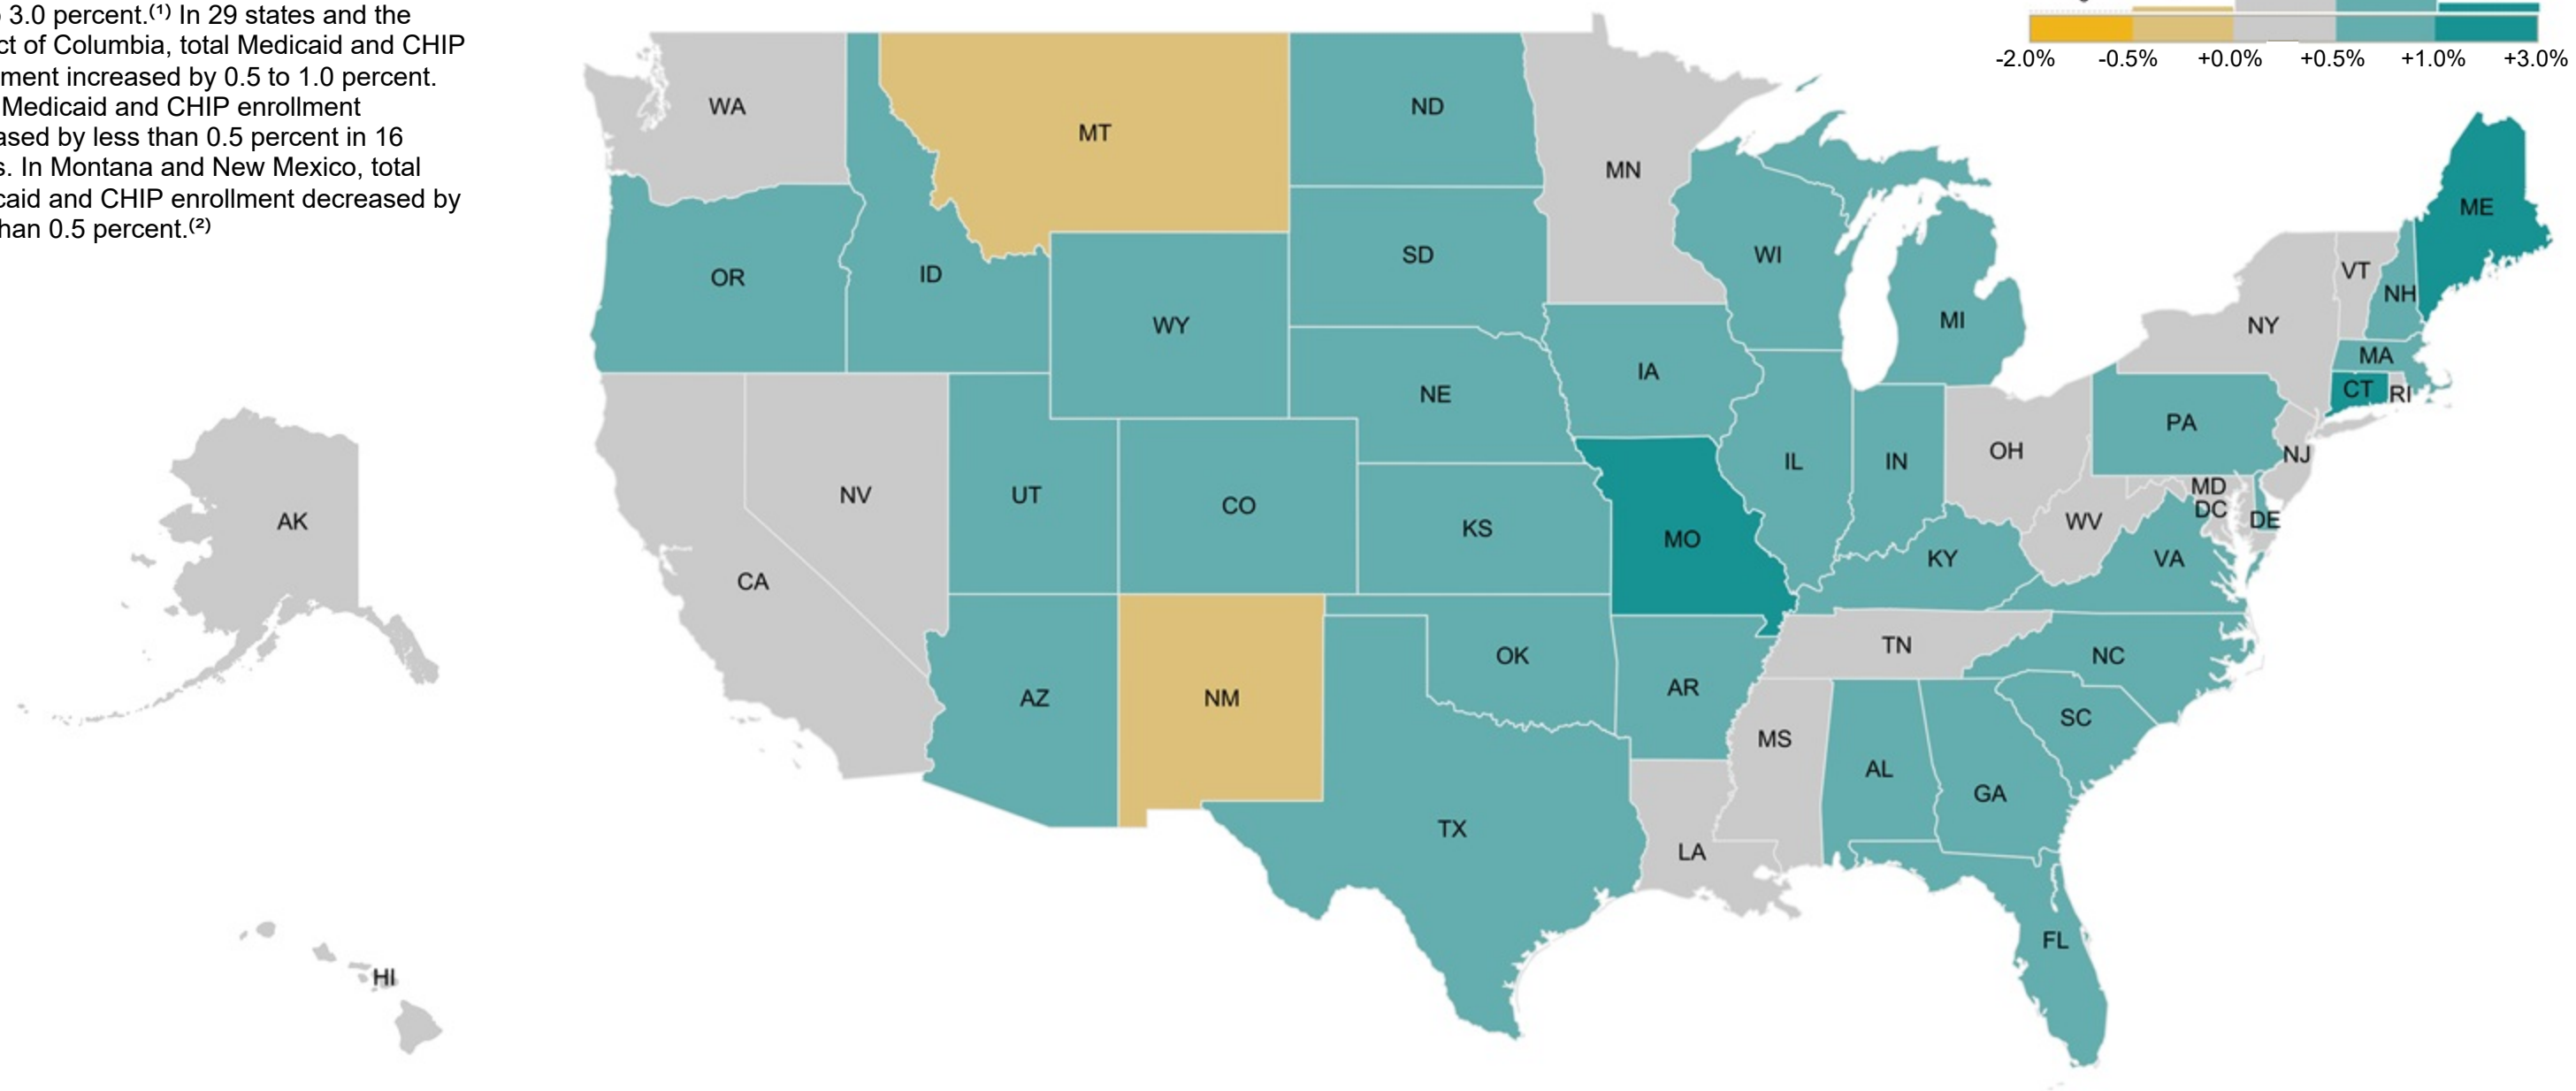 3.0 percent.⁽¹⁾ In 29 states and the
ct of Columbia, total Medicaid and CHIP
ment increased by 0.5 to 1.0 percent.
Medicaid and CHIP enrollment
ased by less than 0.5 percent in 16
s. In Montana and New Mexico, total
caid and CHIP enrollment decreased by
han 0.5 percent.⁽²⁾
-2.0% -0.5% +0.0% +0.5% +1.0% +3.0%
WA
MT
ND
MN
ME
OR
ID
WY
SD
WI
MI
VT
NH
NY
MA
CT
RI
IA
NE
PA
NJ
OH
IL
IN
NV
UT
CO
KS
MO
MD
DC
DE
WV
VA
KY
AK
CA
AZ
NM
OK
AR
TN
NC
SC
MS
AL
GA
TX
LA
FL
HI